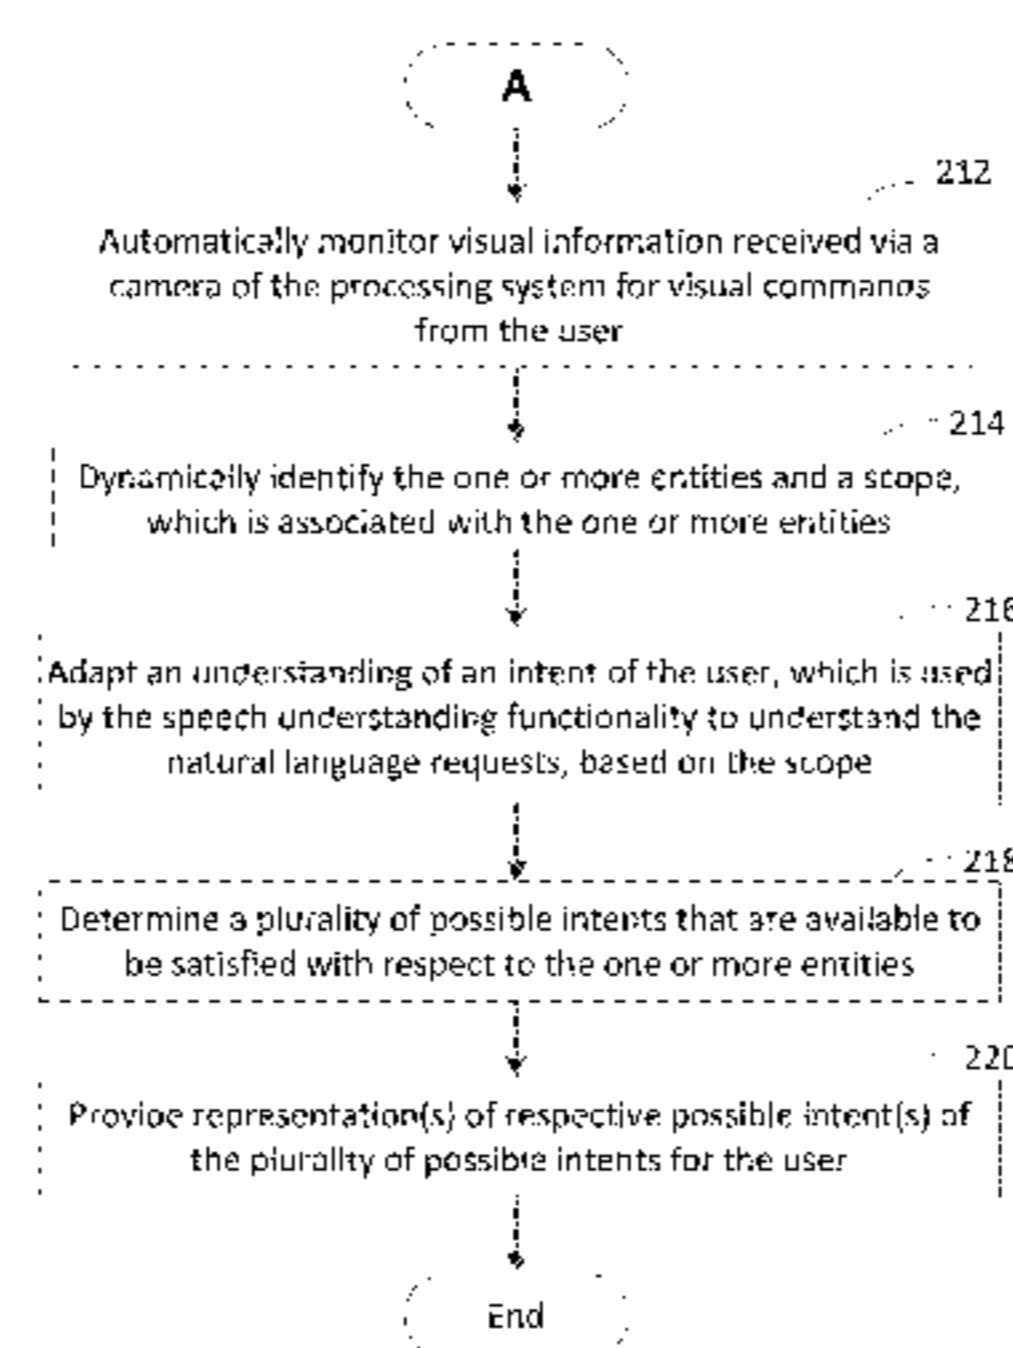 A
212
Automatically monitor visual information received via a
camera of the processing system for visual commands
from the user
214
Dynamically identify the one or more entities and a scope,
which is associated with the one or more entities
216
Adapt an understanding of an intent of the user, which is used
by the speech understanding functionality to understand the
natural language requests, based on the scope
218
Determine a plurality of possible intents that are available to
be satisfied with respect to the one or more entities
220
Provide representation(s) of respective possible intent(s) of
the plurality of possible intents for the user
End